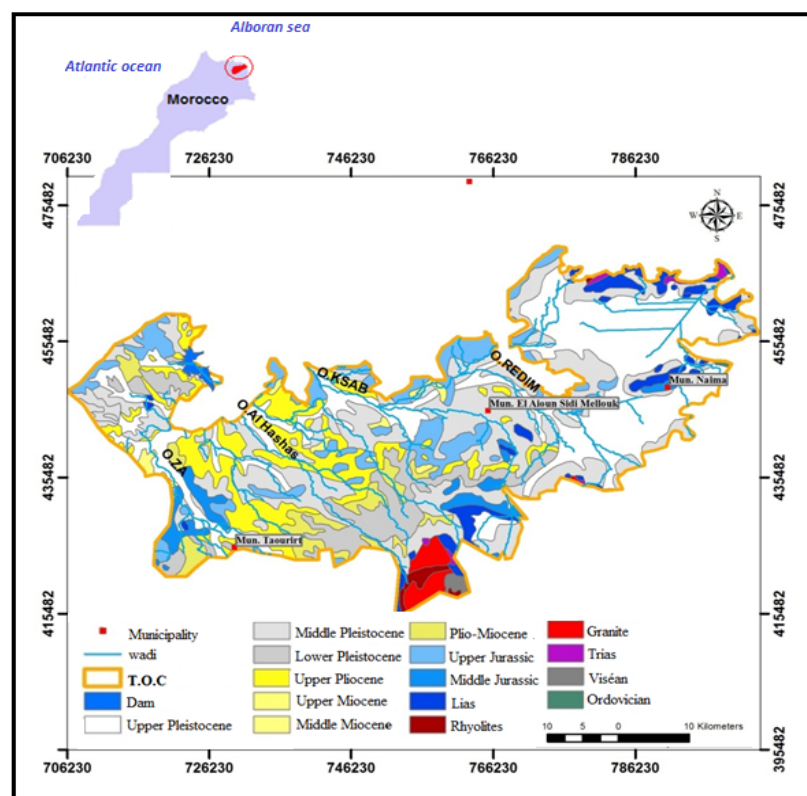 Alboran sea
Atlantic ocean
Morocco
706230 726230 746230 766230 786230
475482 475482
N
W E
S
455482 455482
O.REDIM
O.KSAB
Mun. Naima
Mun. El Aioun Sidi Mellouk
O.Al Hashas
435482 435482
O.ZA
Mun. Taourirt
415482 415482
Municipality
wadi
T.O.C
Dam
Upper Pleistocene
Middle Pleistocene
Lower Pleistocene
Upper Pliocene
Upper Miocene
Middle Miocene
Plio-Miocene
Upper Jurassic
Middle Jurassic
Lias
Rhyolites
Granite
Trias
Viséan
Ordovician
10 5 0 10 Kilometers
395482 395482
706230 726230 746230 766230 786230